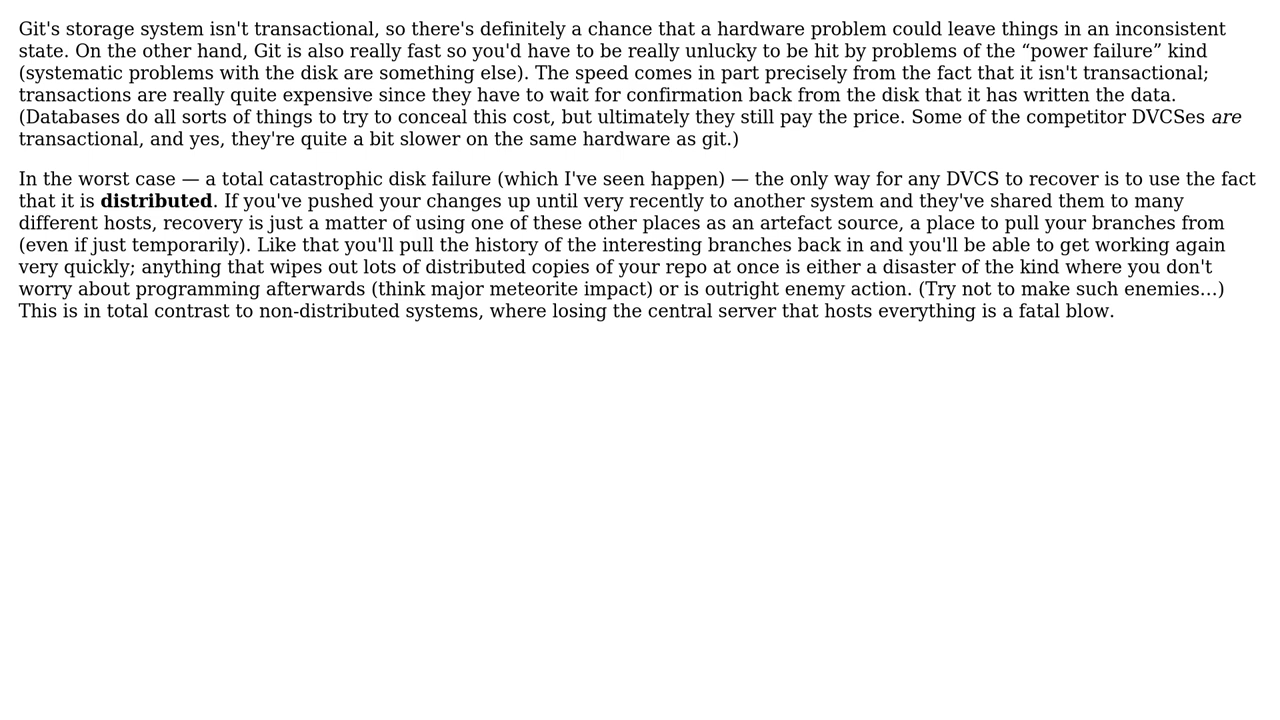 Git's storage system isn't transactional, so there's definitely a chance that a hardware problem could leave things in an inconsistent
state. On the other hand, Git is also really fast so you'd have to be really unlucky to be hit by problems of the “power failure” kind
(systematic problems with the disk are something else). The speed comes in part precisely from the fact that it isn't transactional;
transactions are really quite expensive since they have to wait for confirmation back from the disk that it has written the data.
(Databases do all sorts of things to try to conceal this cost, but ultimately they still pay the price. Some of the competitor DVCSes are
transactional, and yes, they're quite a bit slower on the same hardware as git.)
In the worst case — a total catastrophic disk failure (which I've seen happen) — the only way for any DVCS to recover is to use the fact
that it is distributed. If you've pushed your changes up until very recently to another system and they've shared them to many
different hosts, recovery is just a matter of using one of these other places as an artefact source, a place to pull your branches from
(even if just temporarily). Like that you'll pull the history of the interesting branches back in and you'll be able to get working again
very quickly; anything that wipes out lots of distributed copies of your repo at once is either a disaster of the kind where you don't
worry about programming afterwards (think major meteorite impact) or is outright enemy action. (Try not to make such enemies…)
This is in total contrast to non-distributed systems, where losing the central server that hosts everything is a fatal blow.